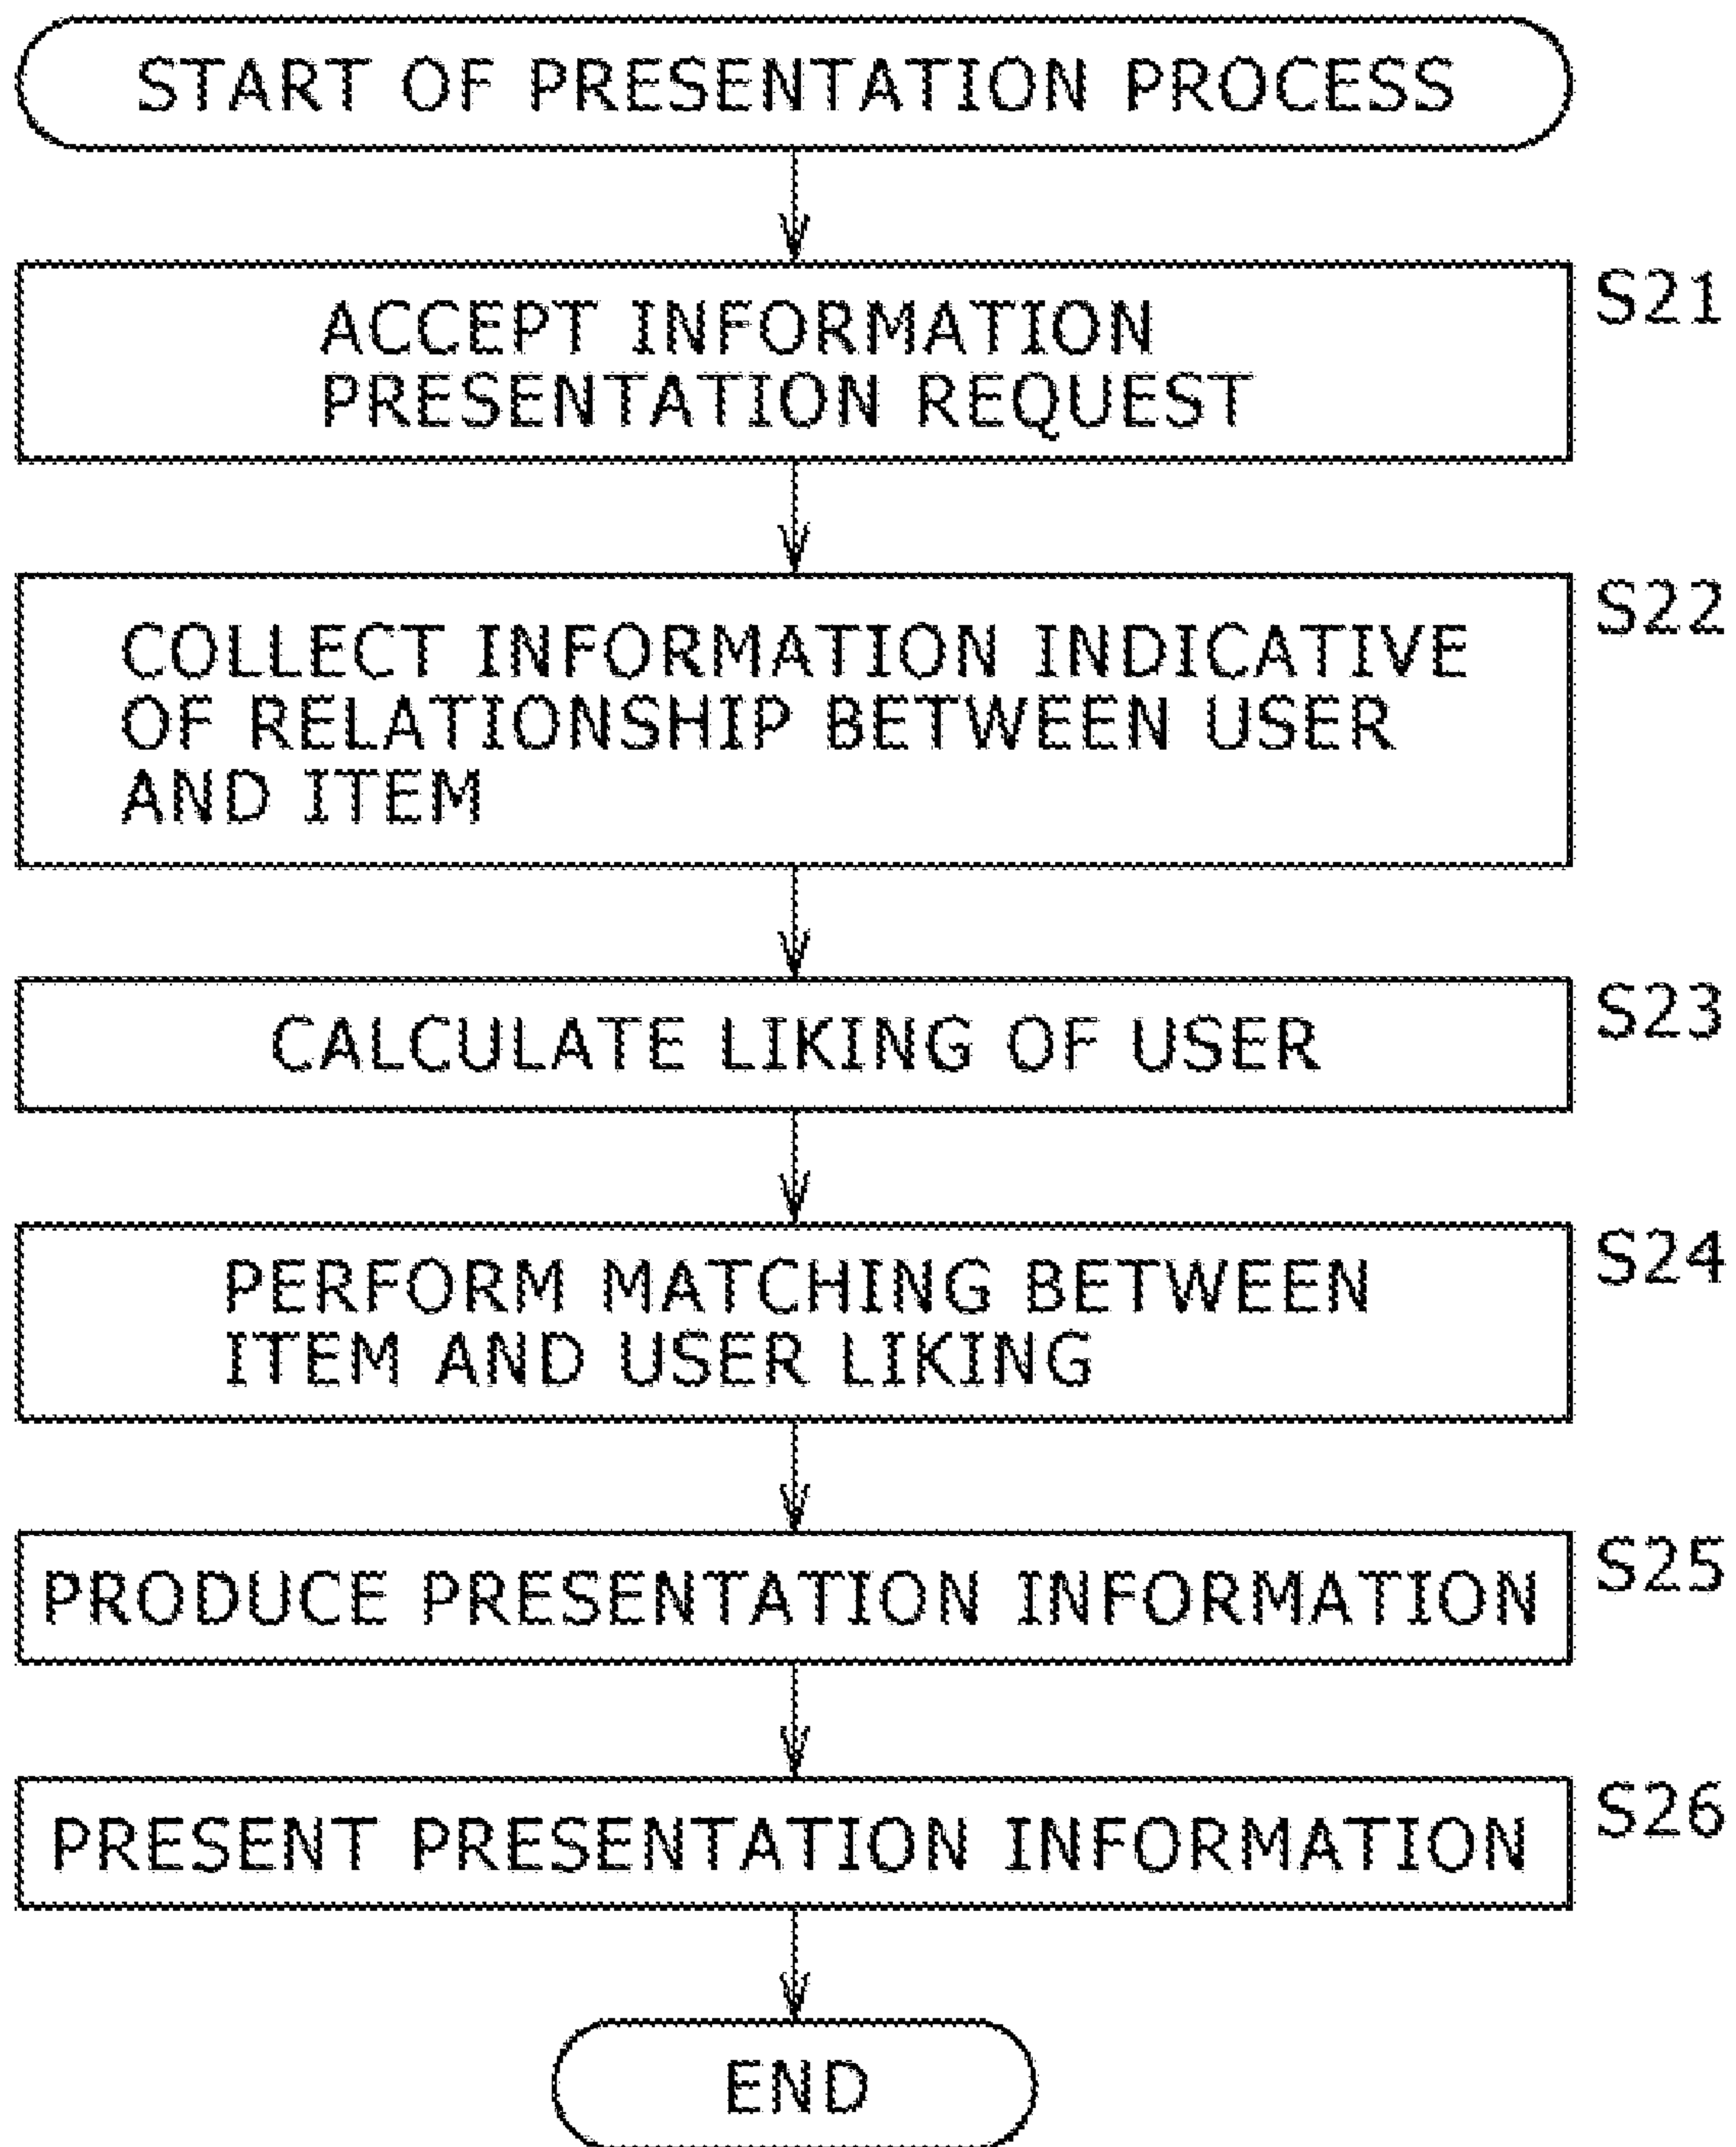 START OF PRESENTATION PROCESS
S21
ACCEPT INFORMATION
PRESENTATION REQUEST
S22
COLLECT INFORMATION INDICATIVE
OF RELATIONSHIP BETWEEN USER
AND ITEM
S23
CALCULATE LIKING OF USER
S24
PERFORM MATCHING BETWEEN
ITEM AND USER LIKING
S25
PRODUCE PRESENTATION INFORMATION
S26
PRESENT PRESENTATION INFORMATION
END